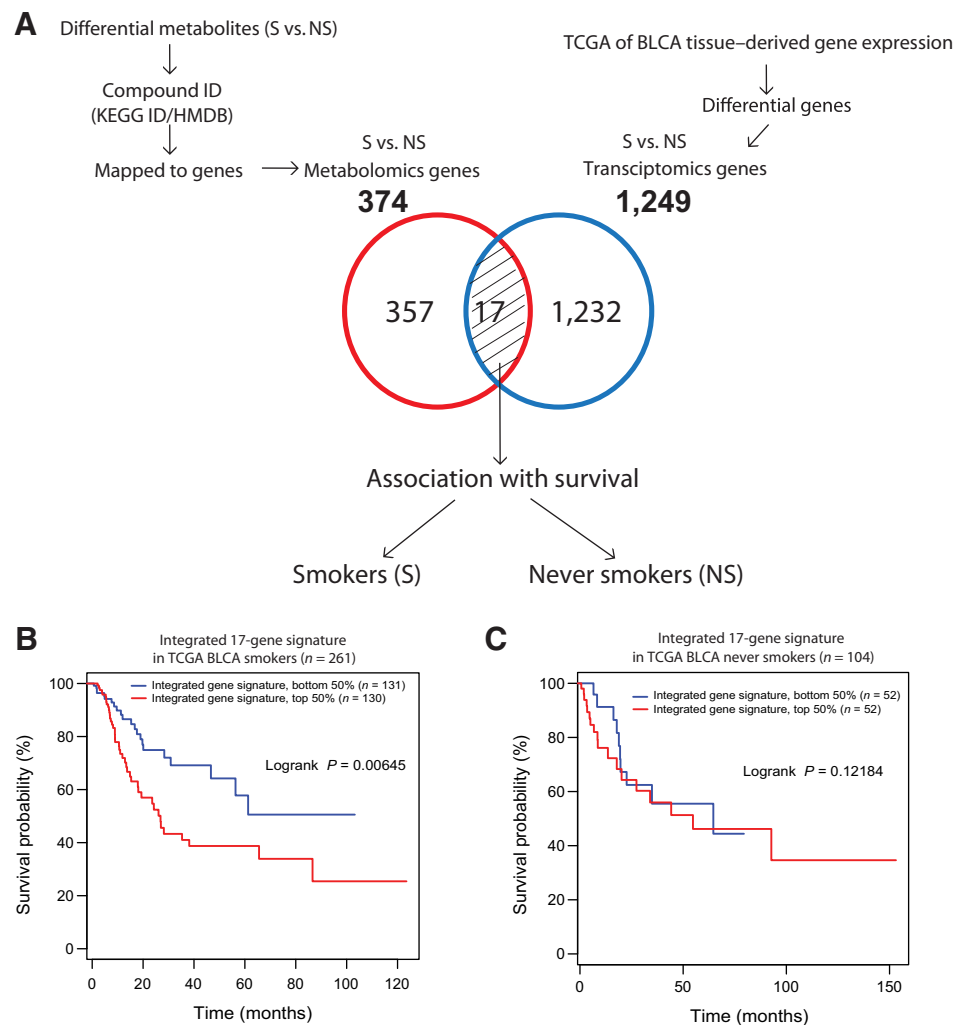 A
Differential metabolites (S vs. NS)
Compound ID
(KEGG ID/HMDB)
Mapped to genes
TCGA of BLCA tissue–derived gene expression
Differential genes
S vs. NS
Metabolomics genes
374
S vs. NS
Transciptomics genes
1,249
357
17
1,232
Association with survival
Smokers (S)
Never smokers (NS)
B
Integrated 17-gene signature
in TCGA BLCA smokers (n = 261)
Integrated gene signature, bottom 50% (n = 131)
Integrated gene signature, top 50% (n = 130)
Logrank P = 0.00645
Survival probability (%)
100
80
60
40
20
0
0 20 40 60 80 100 120
Time (months)
C
Integrated 17-gene signature
in TCGA BLCA never smokers (n = 104)
Integrated gene signature, bottom 50% (n = 52)
Integrated gene signature, top 50% (n = 52)
Logrank P = 0.12184
Survival probability (%)
100
80
60
40
20
0
0 50 100 150
Time (months)